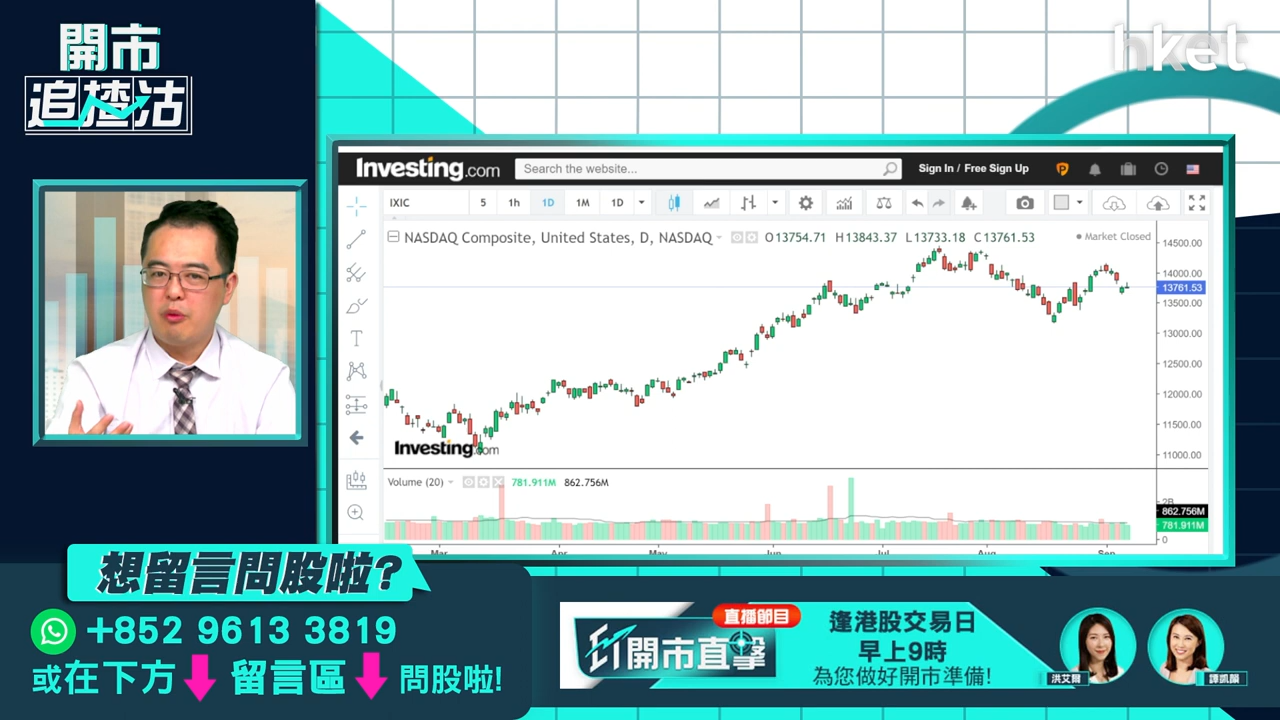 開市
追揸沽
hket
Investing.com
Search the website...
Sign In / Free Sign Up
IXIC
5
1h
1D
1M
1D
NASDAQ Composite, United States, D, NASDAQ
O13754.71 H13843.37 L13733.18 C13761.53
Market Closed
14500.00
14000.00
13761.53
13500.00
13000.00
12500.00
12000.00
11500.00
11000.00
Investing.com
Volume (20)
781.911M
862.756M
2B
862.756M
781.911M
0
Mar
Apr
May
Jun
Jul
Aug
Sep
想留言問股啦?
+852 9613 3819
或在下方
留言區
問股啦!
直播節目
開市直擊
逢港股交易日
早上9時
為您做好開市準備!
洪艾爾
譚凱韻